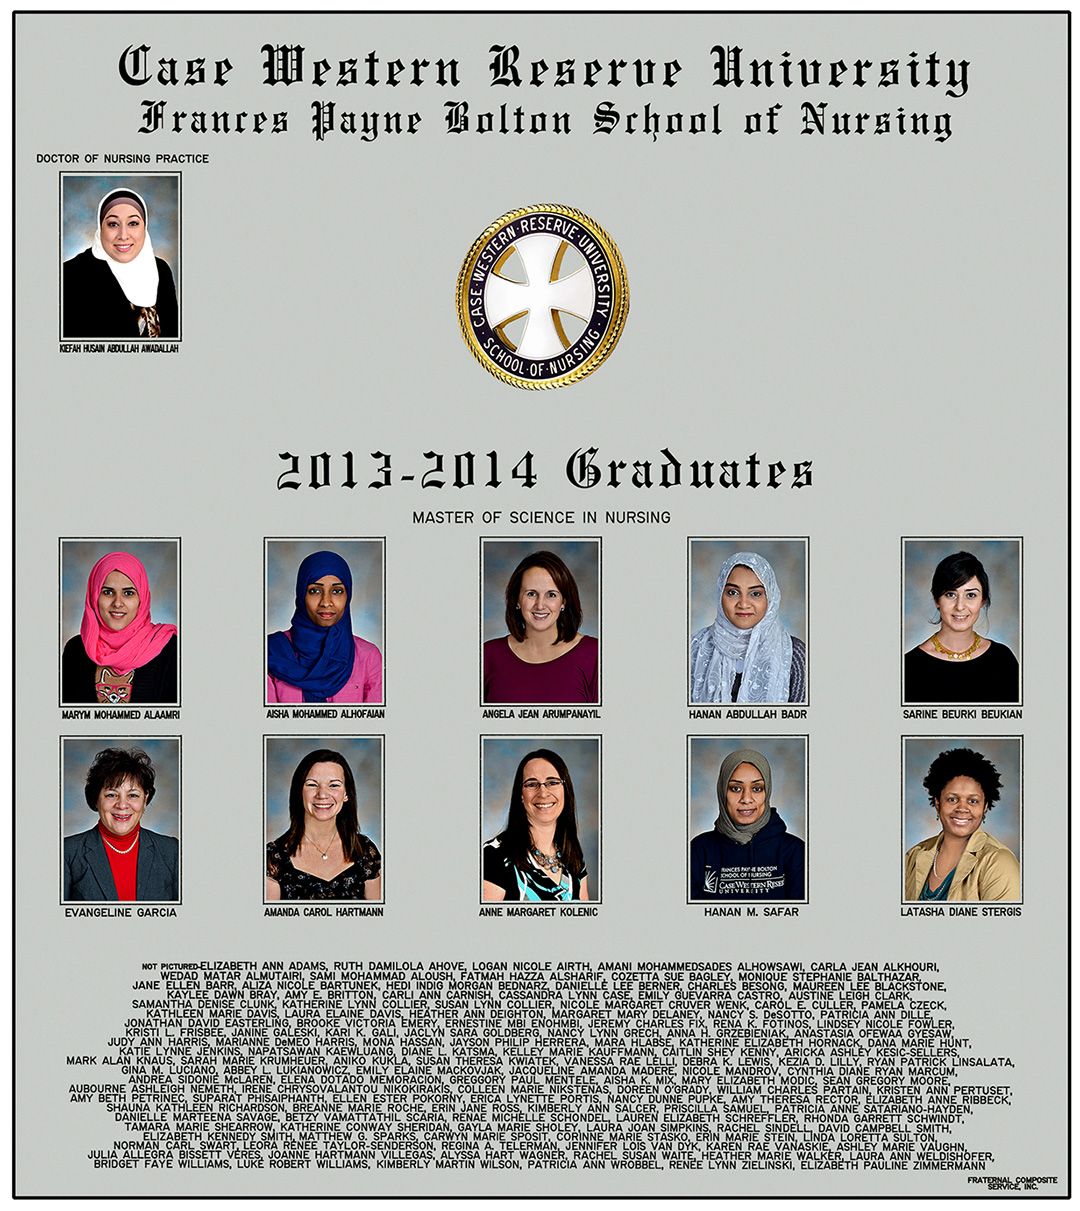 Case Western Reserve University
Frances Payne Bolton School of Nursing
DOCTOR OF NURSING PRACTICE
KIEFAH HUSAIN ABDULLAH AWADALLAH
CASE · WESTERN · RESERVE · UNIVERSITY · SCHOOL · OF · NURSING ·
2013-2014 Graduates
MASTER OF SCIENCE IN NURSING
MARYM MOHAMMED ALAAMRI
AISHA MOHAMMED ALHOFAIAN
ANGELA JEAN ARUMPANAYIL
HANAN ABDULLAH BADR
SARINE BEURKI BEUKIAN
FRANCES PAYNE BOLTON
SCHOOL OF NURSING
CASE WESTERN RESER
UNIVERSITY
EVANGELINE GARCIA
AMANDA CAROL HARTMANN
ANNE MARGARET KOLENIC
HANAN M. SAFAR
LATASHA DIANE STERGIS
NOT PICTURED-ELIZABETH ANN ADAMS, RUTH DAMILOLA AHOVE, LOGAN NICOLE AIRTH, AMANI MOHAMMEDSADES ALHOWSAWI, CARLA JEAN ALKHOURI,
WEDAD MATAR ALMUTAIRI, SAMI MOHAMMAD ALOUSH, FATMAH HAZZA ALSHARIF, COZETTA SUE BAGLEY, MONIQUE STEPHANIE BALTHAZAR,
JANE ELLEN BARR, ALIZA NICOLE BARTUNEK, HEDI INDIG MORGAN BEDNARZ, DANIELLE LEE BERNER, CHARLES BESONG, MAUREEN LEE BLACKSTONE,
KAYLEE DAWN BRAY, AMY E. BRITTON, CARLI ANN CARNISH, CASSANDRA LYNN CASE, EMILY GUEVARRA CASTRO, AUSTINE LEIGH CLARK,
SAMANTHA DENISE CLUNK, KATHERINE LYNN COLLIER, SUSAN LYNN COLLIER, NICOLE MARGARET CRUVER WENK, CAROL E. CULLER, PAMELA CZECK,
KATHLEEN MARIE DAVIS, LAURA ELAINE DAVIS, HEATHER ANN DEIGHTON, MARGARET MARY DELANEY, NANCY S. DeSOTTO, PATRICIA ANN DILLE,
JONATHAN DAVID EASTERLING, BROOKE VICTORIA EMERY, ERNESTINE MBI ENOHMBI, JEREMY CHARLES FIX, RENA K. FOTINOS, LINDSEY NICOLE FOWLER,
KRISTI L. FRISBEE, JANINE GALESKI, KARI K. GALI, JACLYN SARA GOLDBERG, NANCY LYNN GRECH, ANNA H. GRZEBIENIAK, ANASTASIA OFEWAA GYESAW,
JUDY ANN HARRIS, MARIANNE DeMEO HARRIS, MONA HASSAN, JAYSON PHILIP HERRERA, MARA HLABSE, KATHERINE ELIZABETH HORNACK, DANA MARIE HUNT,
KATIE LYNNE JENKINS, NAPATSAWAN KAEWLUANG, DIANE L. KATSMA, KELLEY MARIE KAUFFMANN, CAITLIN SHEY KENNY, ARICKA ASHLEY KESIC-SELLERS,
MARK ALAN KNAUS, SARAH MARIE KRUMHEUER, ANIKO KUKLA, SUSAN THERESA KWIATEK, VANESSA RAE LELLI, DEBRA K. LEWIS, KEZIA D. LILLY, RYAN PATRICK LINSALATA,
GINA M. LUCIANO, ABBEY L. LUKIANOWICZ, EMILY ELAINE MACKOVJAK, JACQUELINE AMANDA MADERE, NICOLE MANDROV, CYNTHIA DIANE RYAN MARCUM,
ANDREA SIDONIE McLAREN, ELENA DOTADO MEMORACION, GREGGORY PAUL MENTELE, AISHA K. MIX, MARY ELIZABETH MODIC, SEAN GREGORY MOORE,
AUBOURNE ASHLEIGH NEMETH, IRENE CHRYSOVALANTOU NIKOKIRAKIS, COLLEEN MARIE NIKSTENAS, DOREEN O'GRADY, WILLIAM CHARLES PARTAIN, KRISTEN ANN PERTUSET,
AMY BETH PETRINEC, SUPARAT PHISAIPHANTH, ELLEN ESTER POKORNY, ERICA LYNETTE PORTIS, NANCY DUNNE PUPKE, AMY THERESA RECTOR, ELIZABETH ANNE RIBBECK,
SHAUNA KATHLEEN RICHARDSON, BREANNE MARIE ROCHE, ERIN JANE ROSS, KIMBERLY ANN SALCER, PRISCILLA SAMUEL, PATRICIA ANNE SATARIANO-HAYDEN,
DANIELLE MARTEENA SAVAGE, BETZY VAMATTATHIL SCARIA, RENAE MICHELLE SCHONDEL, LAUREN ELIZABETH SCHREFFLER, RHONDA GARRETT SCHWINDT,
TAMARA MARIE SHEARROW, KATHERINE CONWAY SHERIDAN, GAYLA MARIE SHOLEY, LAURA JOAN SIMPKINS, RACHEL SINDELL, DAVID CAMPBELL SMITH,
ELIZABETH KENNEDY SMITH, MATTHEW G. SPARKS, CARWYN MARIE SPOSIT, CORINNE MARIE STASKO, ERIN MARIE STEIN, LINDA LORETTA SULTON,
NORMAN CARL SWART, LEORA RENEE TAYLOR-SENDERSON, REGINA A. TELERMAN, JENNIFER LOIS VAN DYK, KAREN RAE VANASKIE, ASHLEY MARIE VAUGHN,
JULIA ALLEGRA BISSETT VERES, JOANNE HARTMANN VILLEGAS, ALYSSA HART WAGNER, RACHEL SUSAN WAITE, HEATHER MARIE WALKER, LAURA ANN WELDISHOFER,
BRIDGET FAYE WILLIAMS, LUKE ROBERT WILLIAMS, KIMBERLY MARTIN WILSON, PATRICIA ANN WROBBEL, RENEE LYNN ZIELINSKI, ELIZABETH PAULINE ZIMMERMANN
FRATERNAL COMPOSITE
SERVICE, INC.